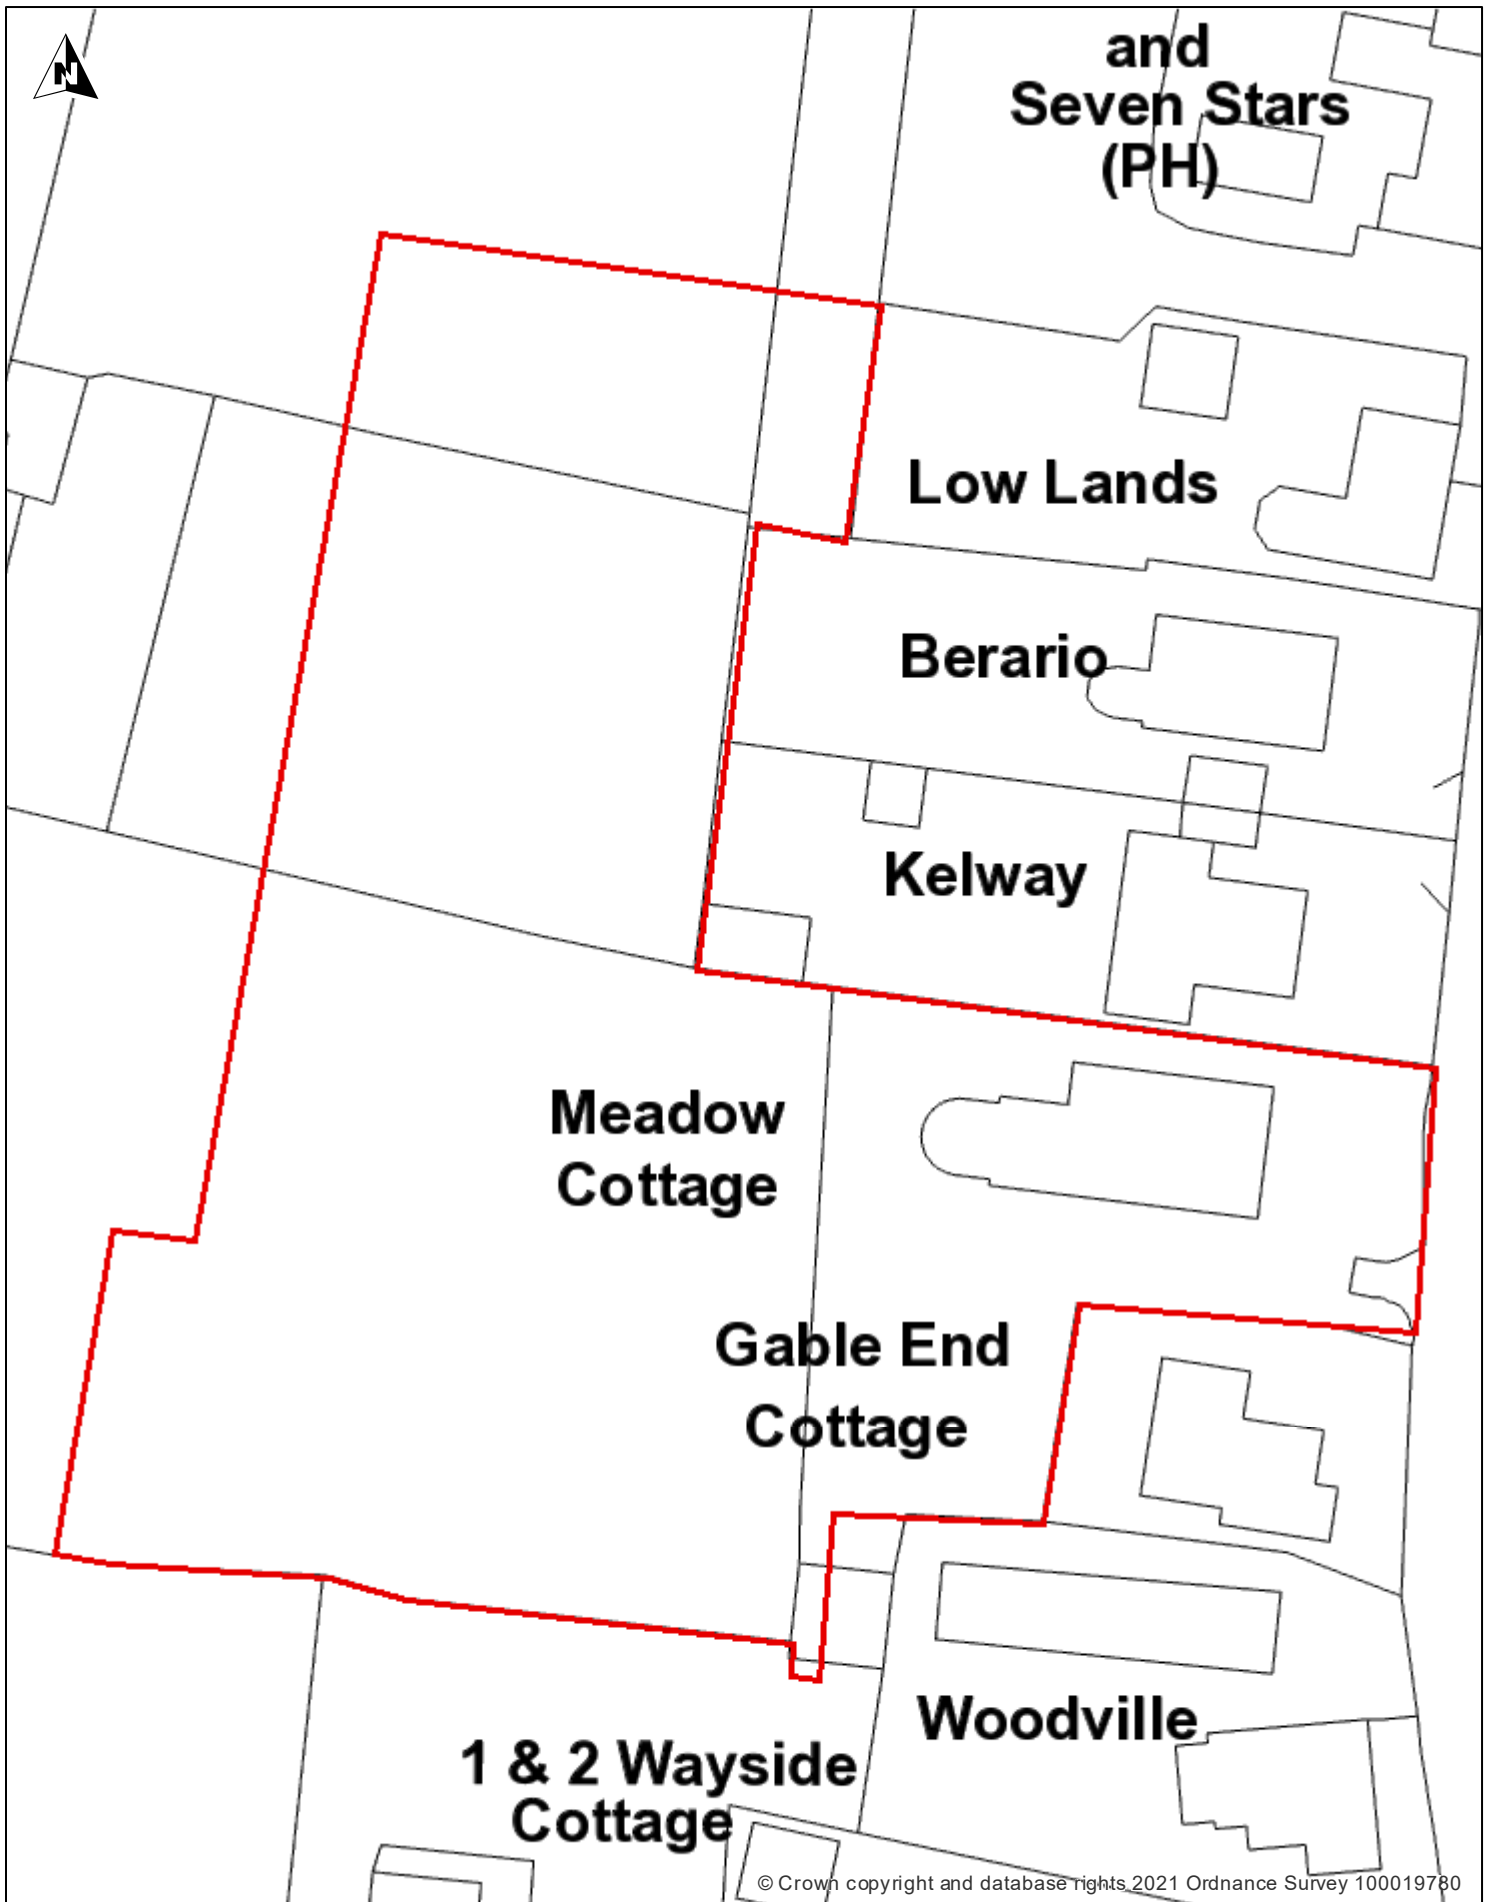 N
and
Seven Stars
(PH)
Low Lands
Berario
Kelway
Meadow
Cottage
Gable End
Cottage
Woodville
1 & 2 Wayside
Cottage
© Crown copyright and database rights 2021 Ordnance Survey 100019780